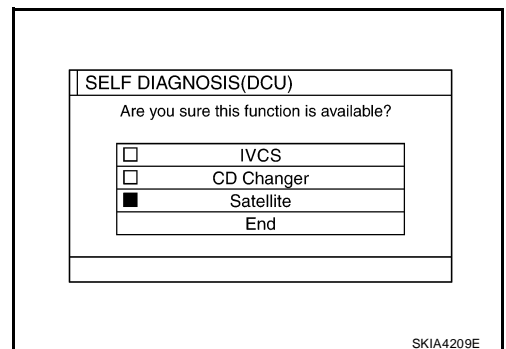 SELF DIAGNOSIS(DCU)
Are you sure this function is available?
IVCS
CD Changer
Satellite
End
SKIA4209E